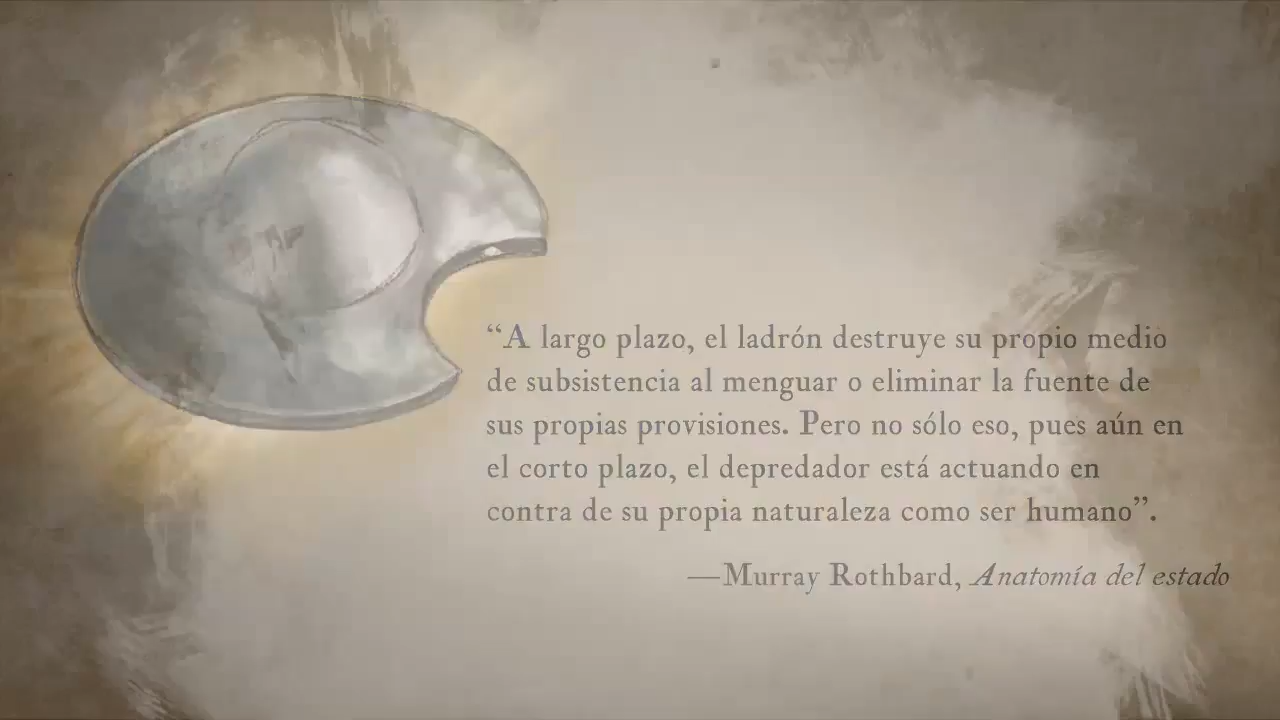 “A largo plazo, el ladrón destruye su propio medio
de subsistencia al menguar o eliminar la fuente de
sus propias provisiones. Pero no sólo eso, pues aún en
el corto plazo, el depredador está actuando en
contra de su propia naturaleza como ser humano”.
—Murray Rothbard, Anatomía del estado